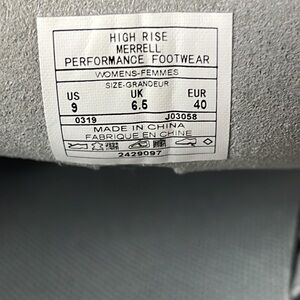 HIGH RISE
MERRELL
PERFORMANCE FOOTWEAR
WOMENS-FEMMES
SIZE-GRANDEUR
US UK EUR
9 6.5 40
0319 J03058
MADE IN CHINA
FABRIQUE EN CHINE
2429097